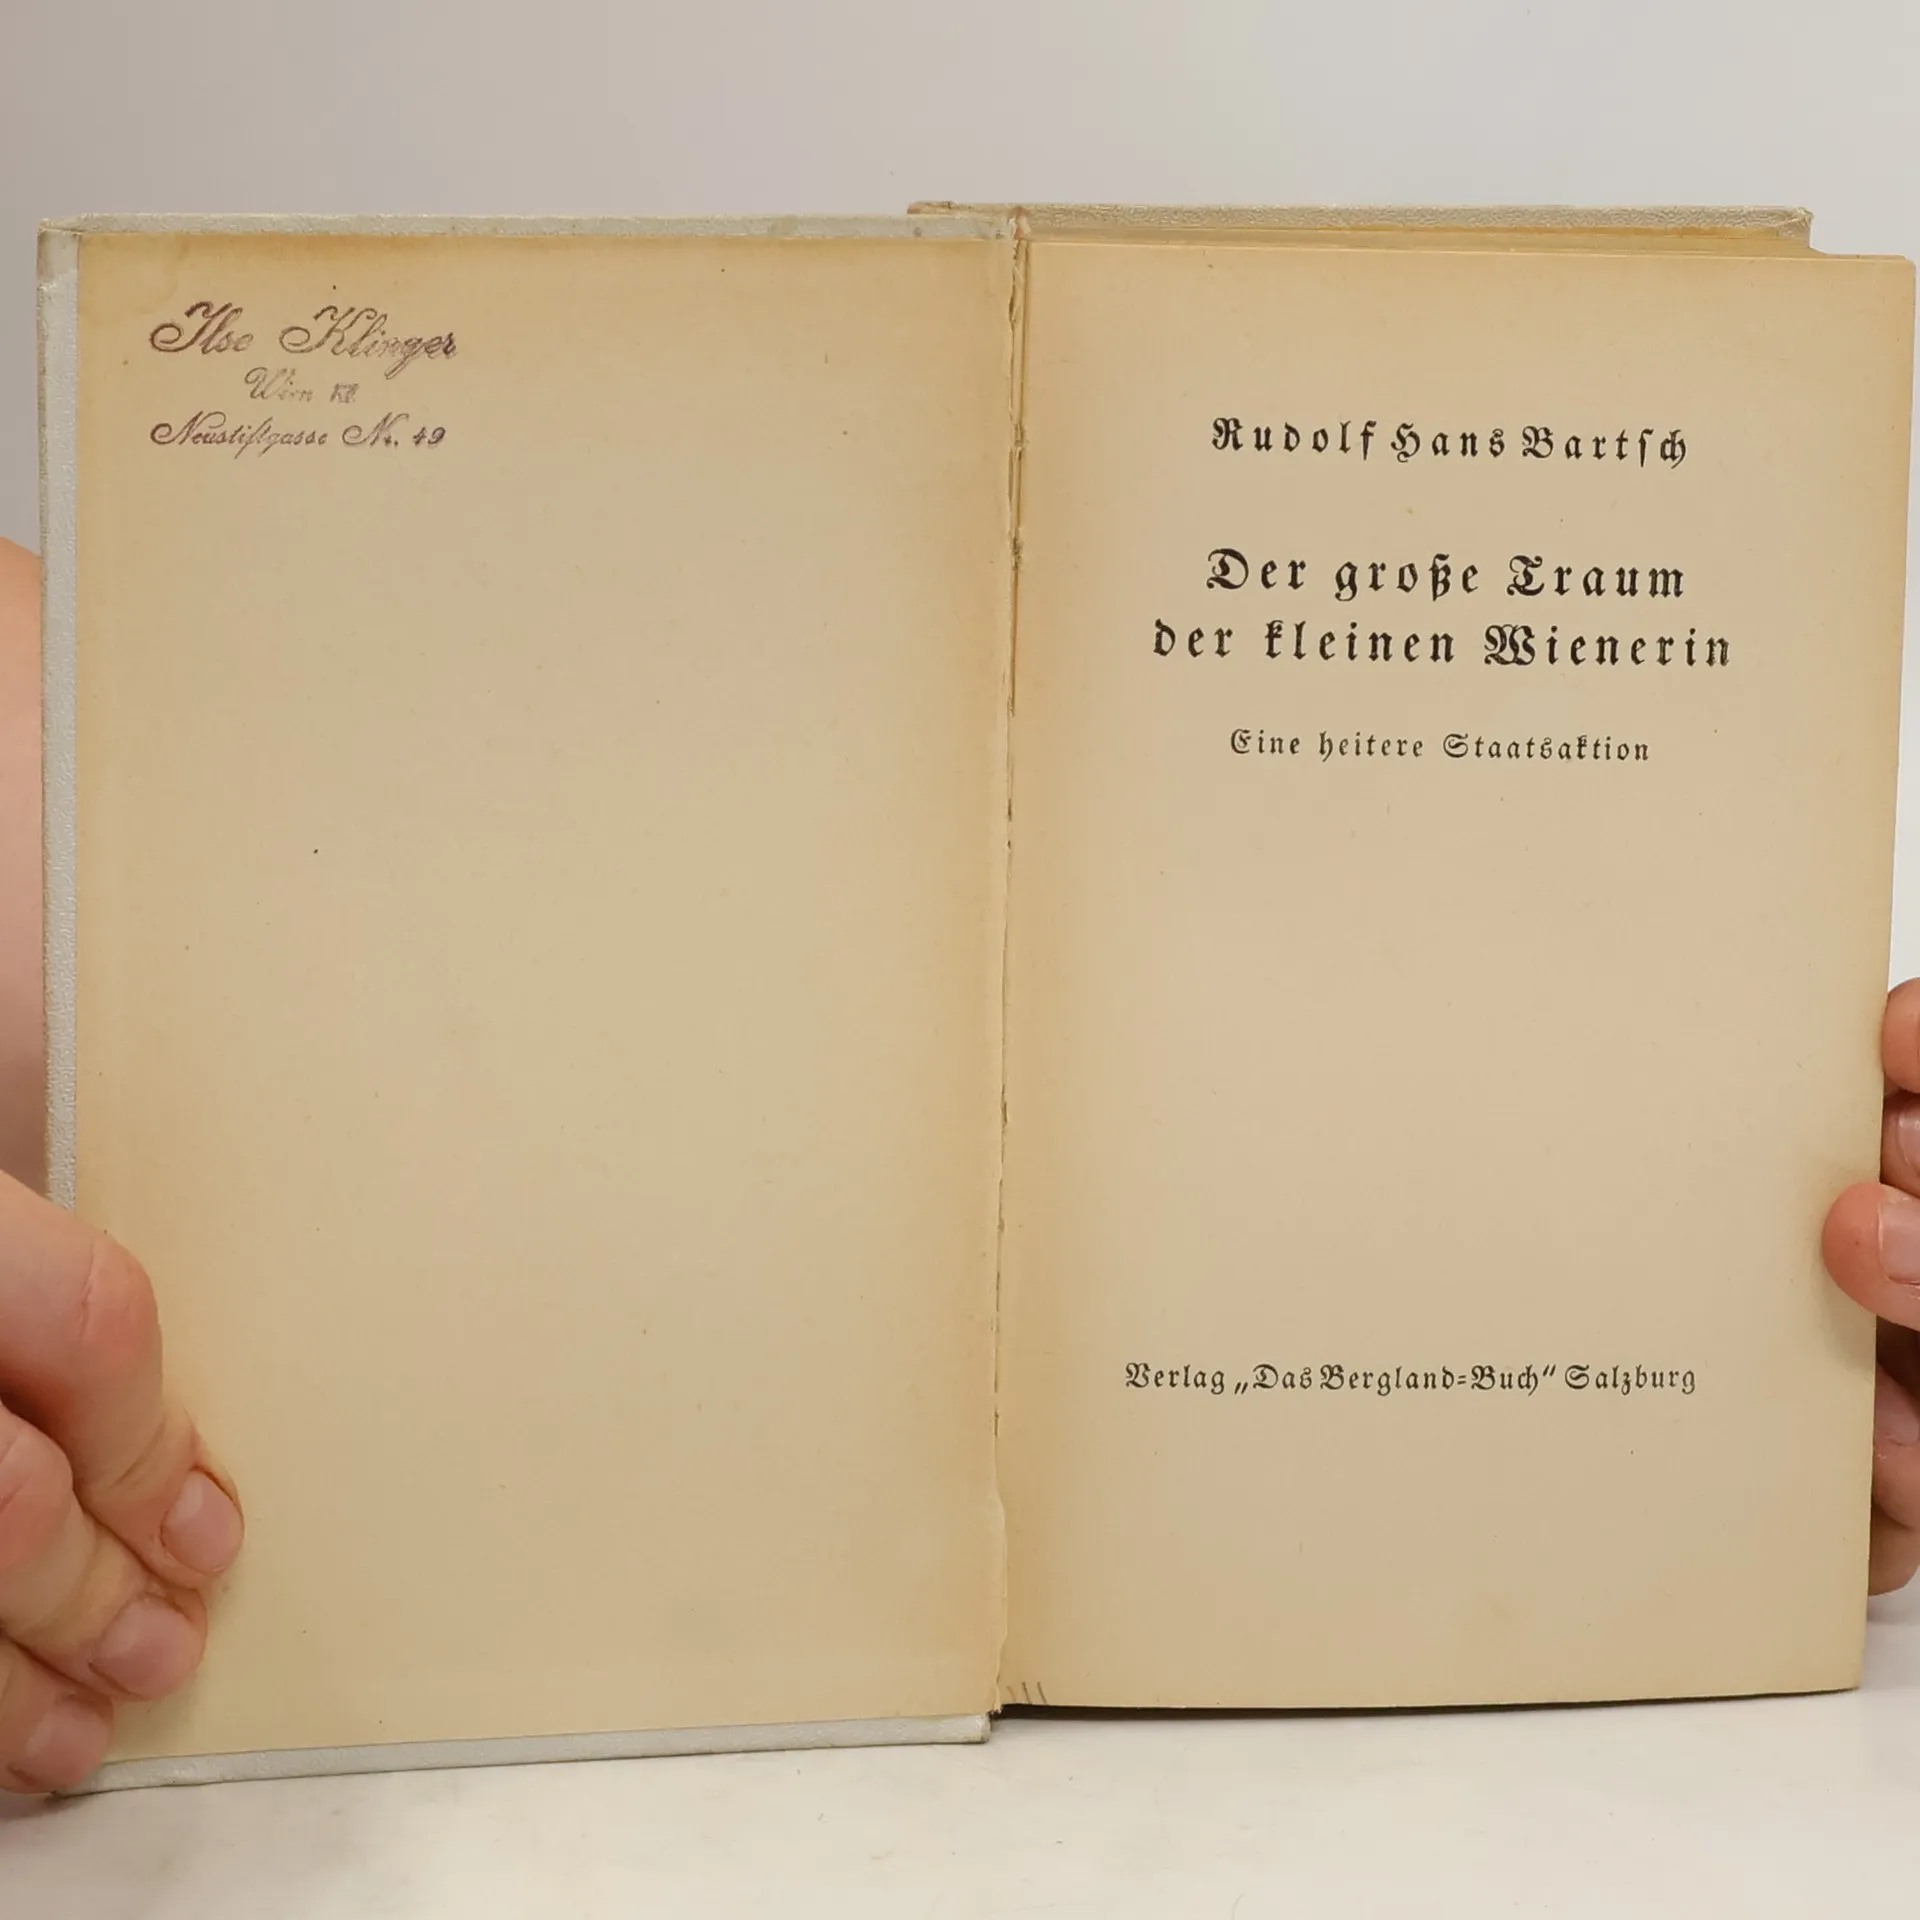 Ilse Klinger
Wien
Neustiftgasse Nr. 49
Rudolf Hans Bartsch
Der große Traum
der kleinen Wienerin
Eine heitere Staatsaktion
Verlag „Das Bergland=Buch“ Salzburg